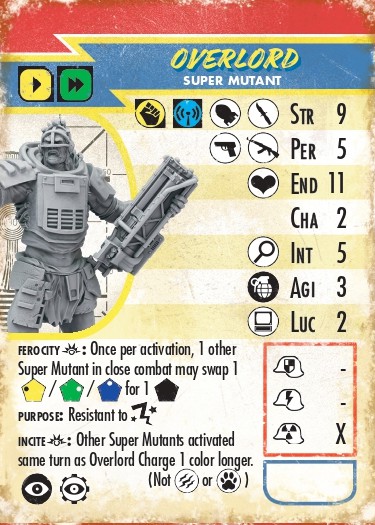 OVERLORD
SUPER MUTANT
STR 9
PER 5
END 11
CHA 2
INT 5
AGI 3
LUC 2
FEROCITY : Once per activation, 1 other
Super Mutant in close combat may swap 1
/ / for 1
PURPOSE: Resistant to
INCITE : Other Super Mutants activated
same turn as Overlord Charge 1 color longer.
(Not or )
-
-
X